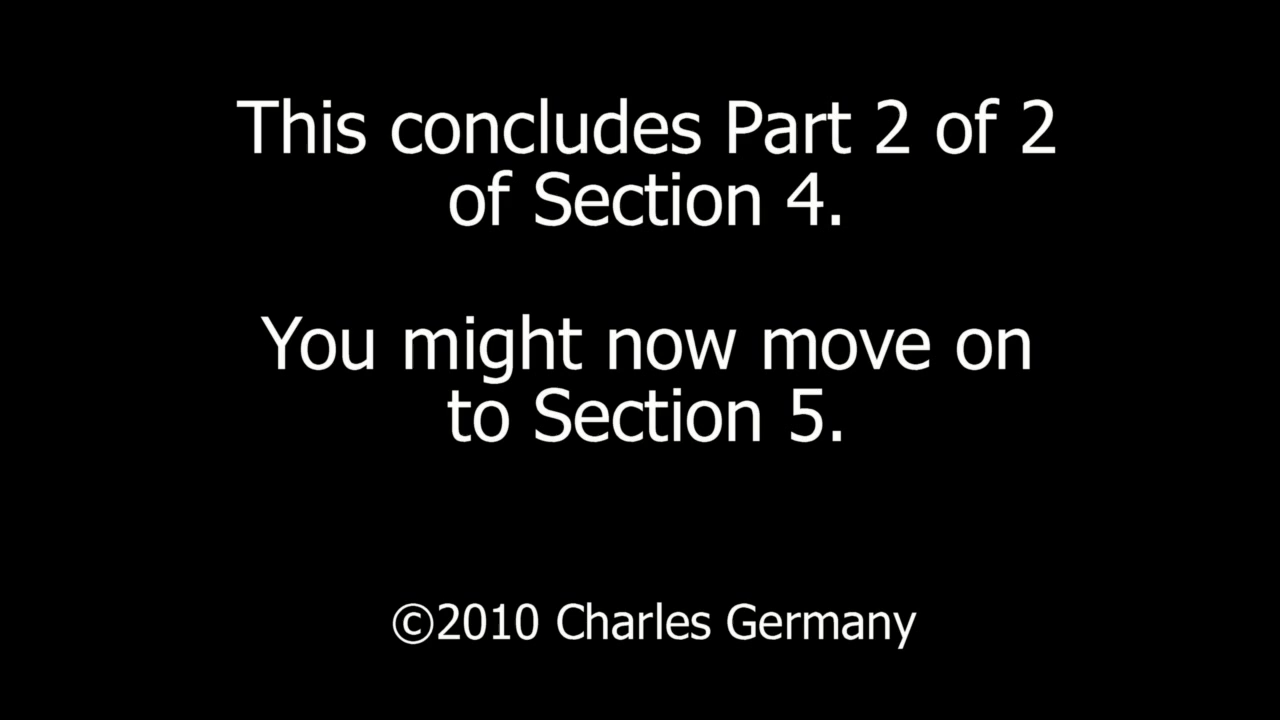 This concludes Part 2 of 2
of Section 4.
You might now move on
to Section 5.
©2010 Charles Germany